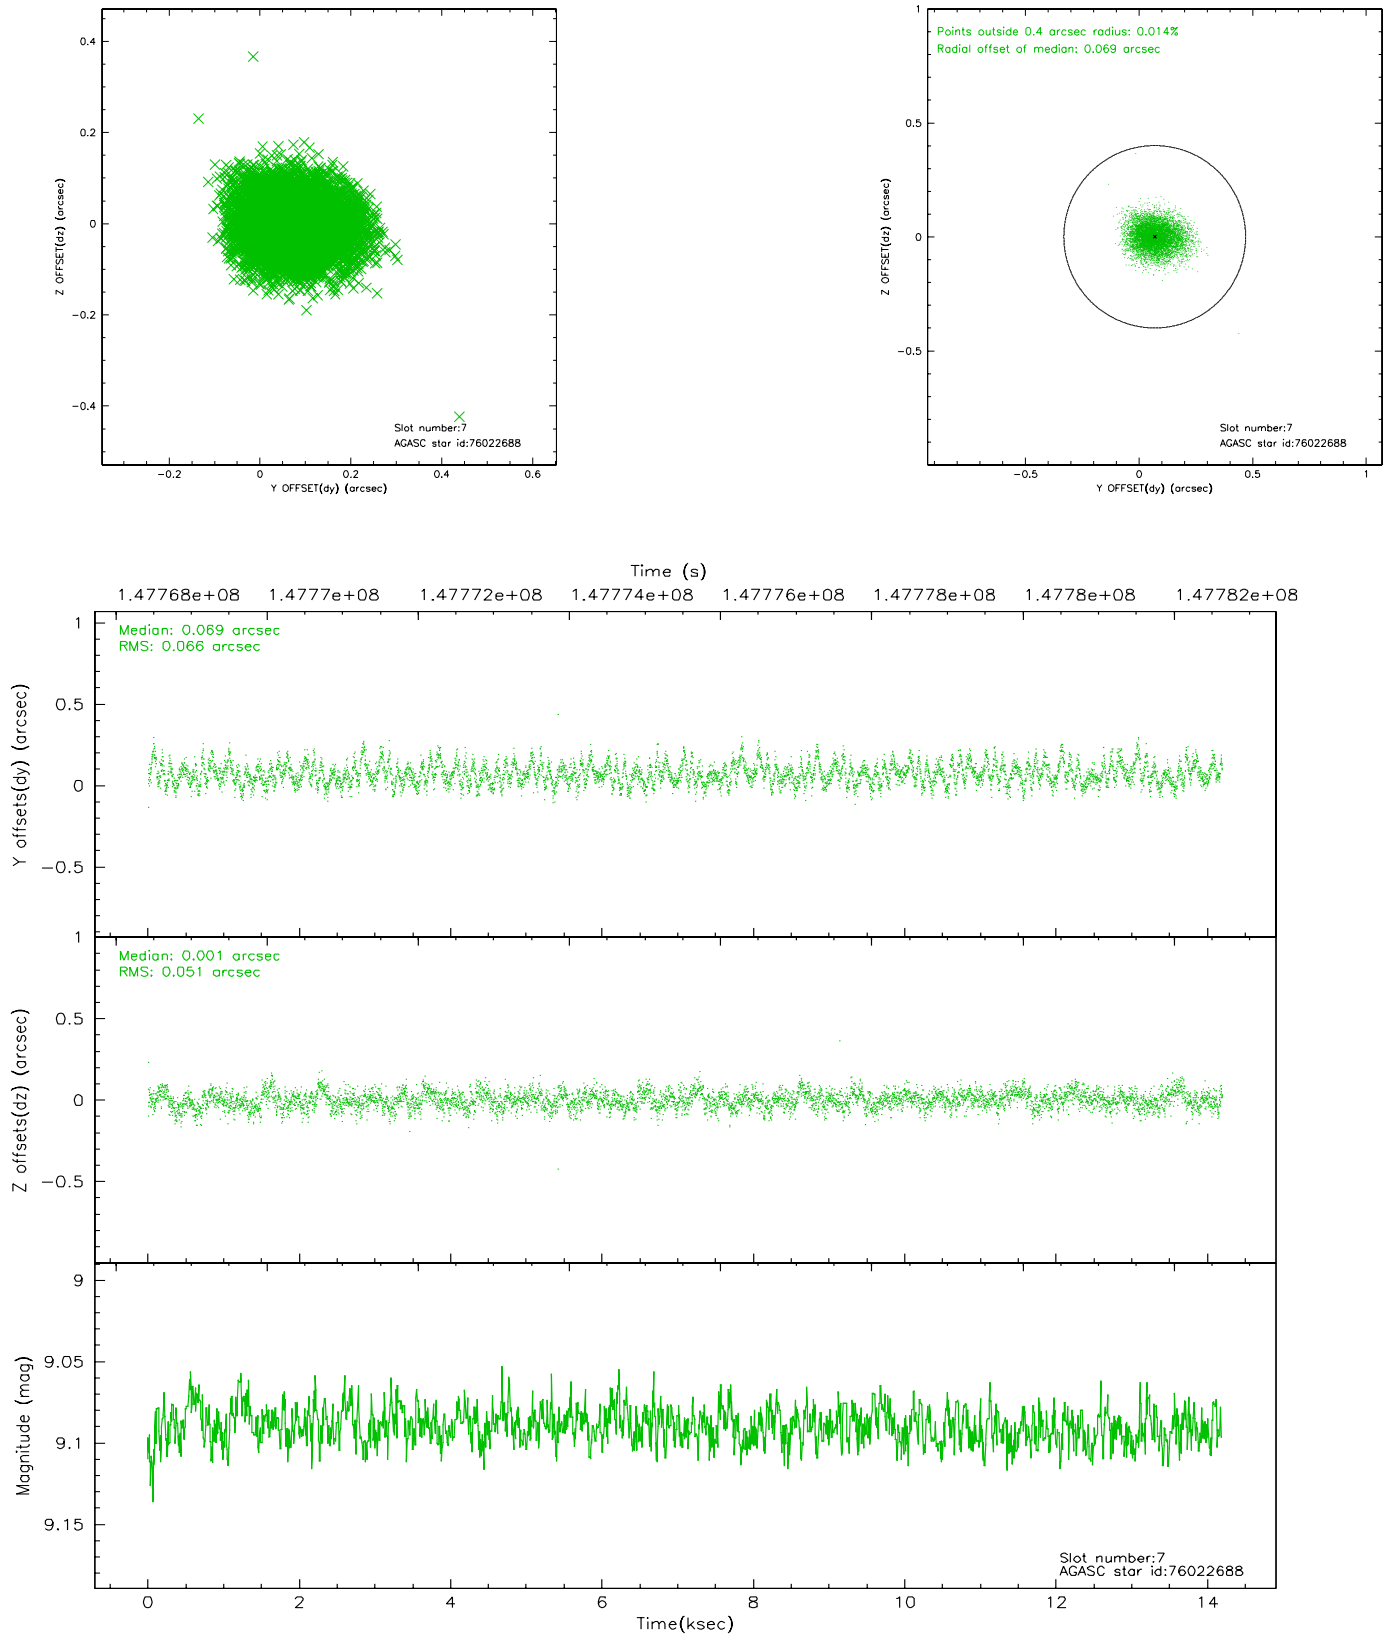 0.4
0.2
0
-0.2
-0.4
Z OFFSET(dz) (arcsec)
Slot number:7
AGASC star id:76022688
-0.2 0 0.2 0.4 0.6
Y OFFSET(dy) (arcsec)
Points outside 0.4 arcsec radius: 0.014%
Radial offset of median: 0.069 arcsec
1
0.5
0
-0.5
Z OFFSET(dz) (arcsec)
Slot number:7
AGASC star id:76022688
-0.5 0 0.5 1
Y OFFSET(dy) (arcsec)
Time (s)
1.47768e+08 1.4777e+08 1.47772e+08 1.47774e+08 1.47776e+08 1.47778e+08 1.4778e+08 1.47782e+08
Median: 0.069 arcsec
RMS: 0.066 arcsec
1
0.5
0
-0.5
Y offsets(dy) (arcsec)
1
Median: 0.001 arcsec
RMS: 0.051 arcsec
0.5
0
-0.5
Z offsets(dz) (arcsec)
9
9.05
9.1
9.15
Magnitude (mag)
Slot number:7
AGASC star id:76022688
0 2 4 6 8 10 12 14
Time(ksec)